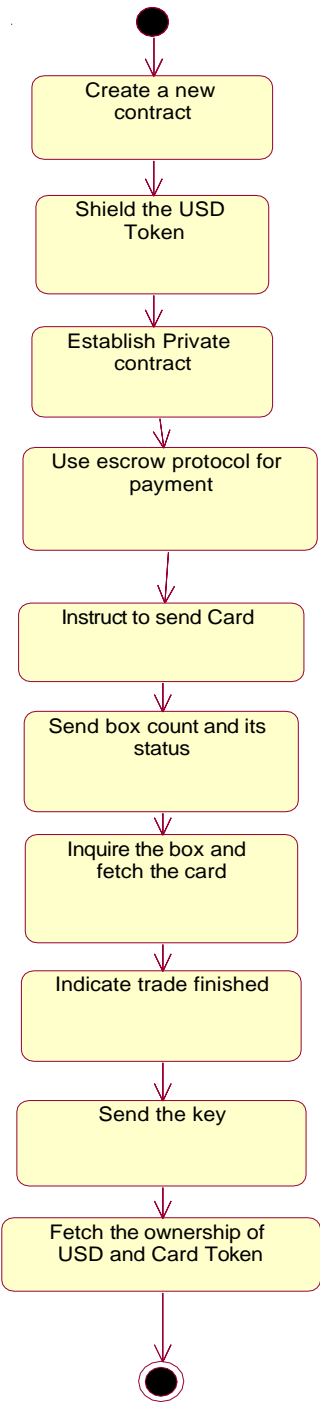 Create a new
contract
Shield the USD
Token
Establish Private
contract
Use escrow protocol for
payment
Instruct to send Card
Send box count and its
status
Inquire the box and
fetch the card
Indicate trade finished
Send the key
Fetch the ownership of
USD and Card Token